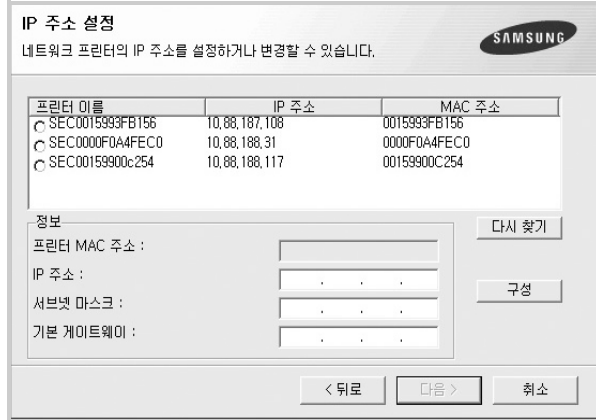 IP 주소 설정
네트워크 프린터의 IP 주소를 설정하거나 변경할 수 있습니다.
SAMSUNG
프린터 이름 IP 주소 MAC 주소
SEC0015993FB156 10,88,187,108 0015993FB156
SEC0000F0A4FEC0 10,88,188,31 0000F0A4FEC0
SEC00159900c254 10,88,188,117 00159900C254
정보
다시 찾기
프린터 MAC 주소 :
IP 주소 : . . .
구성
서브넷 마스크 : . . .
기본 게이트웨이 : . . .
< 뒤로 다음 > 취소